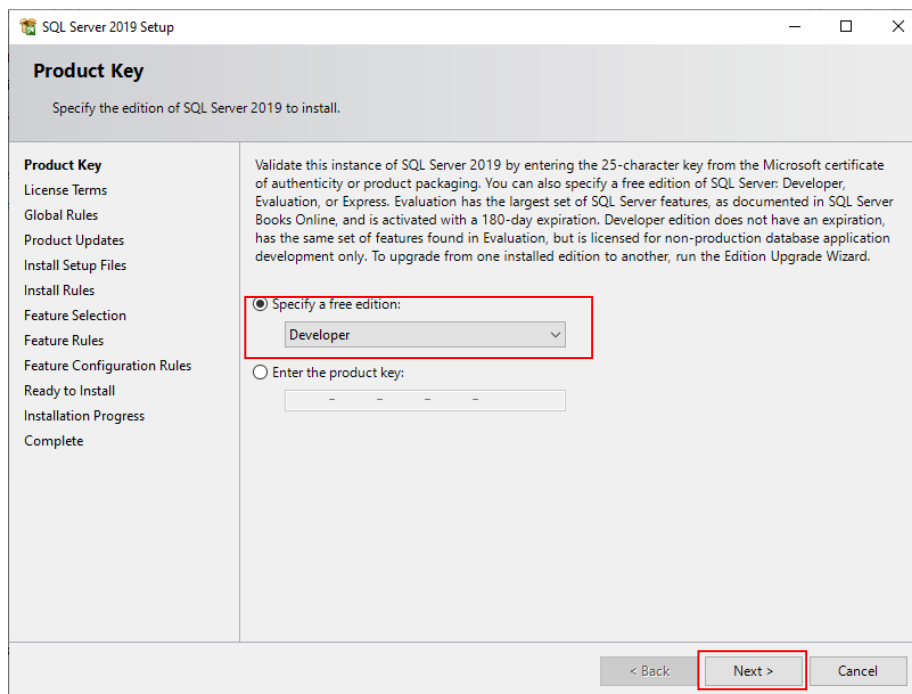 SQL Server 2019 Setup
Product Key
Specify the edition of SQL Server 2019 to install.
Product Key
License Terms
Global Rules
Product Updates
Install Setup Files
Install Rules
Feature Selection
Feature Rules
Feature Configuration Rules
Ready to Install
Installation Progress
Complete
Validate this instance of SQL Server 2019 by entering the 25-character key from the Microsoft certificate
of authenticity or product packaging. You can also specify a free edition of SQL Server: Developer,
Evaluation, or Express. Evaluation has the largest set of SQL Server features, as documented in SQL Server
Books Online, and is activated with a 180-day expiration. Developer edition does not have an expiration,
has the same set of features found in Evaluation, but is licensed for non-production database application
development only. To upgrade from one installed edition to another, run the Edition Upgrade Wizard.
Specify a free edition:
Developer
Enter the product key:
- - - -
< Back Next > Cancel